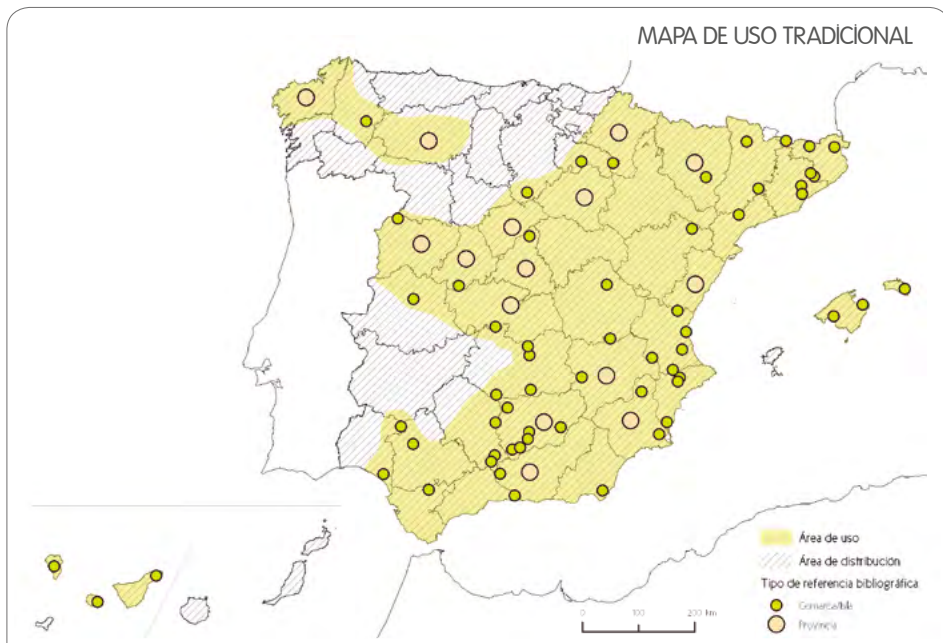 MAPA DE USO TRADICIONAL
Área de uso
Área de distribución
Tipo de referencia bibliográfica
Comarca/Isla
Provincia
0 100 200 km